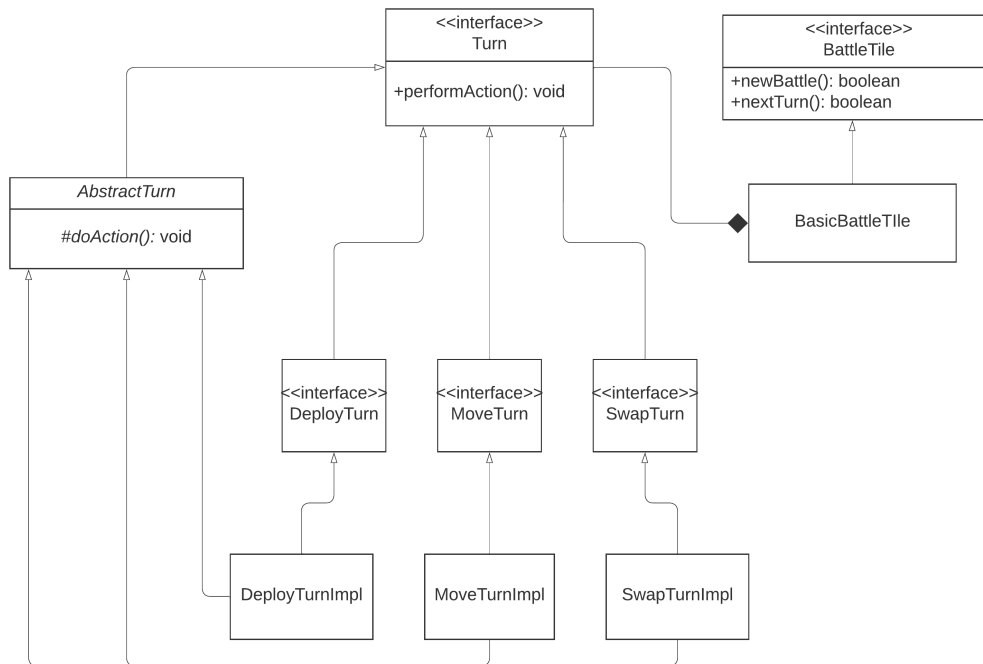 <<interface>>
Turn
+performAction(): void
<<interface>>
BattleTile
+newBattle(): boolean
+nextTurn(): boolean
AbstractTurn
#doAction(): void
BasicBattleTIle
<<interface>>
DeployTurn
<<interface>>
MoveTurn
<<interface>>
SwapTurn
DeployTurnImpl
MoveTurnImpl
SwapTurnImpl